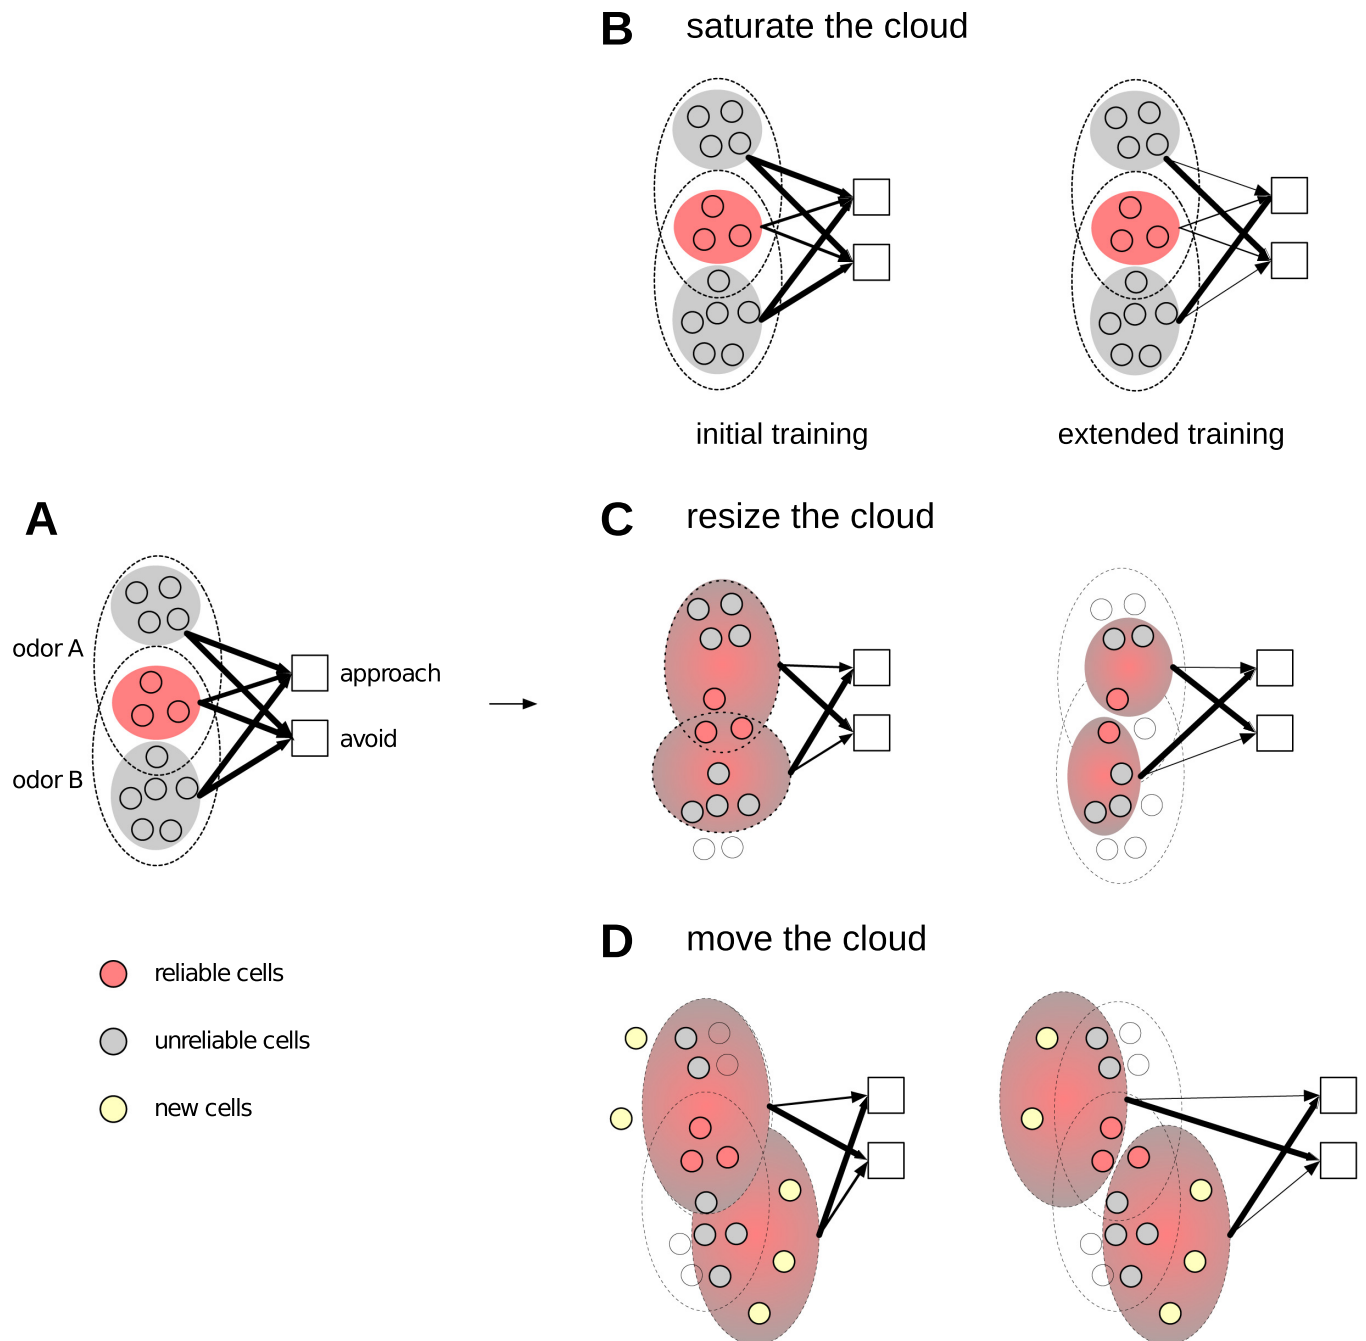 B saturate the cloud
initial training
extended training
A
C resize the cloud
odor A
approach
avoid
odor B
D move the cloud
reliable cells
unreliable cells
new cells